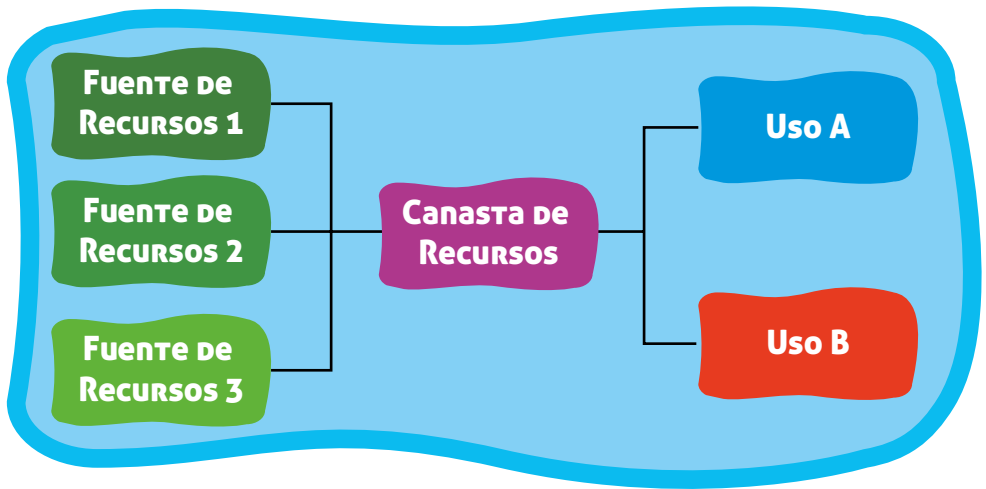 Fuente de
Recursos 1
Fuente de
Recursos 2
Fuente de
Recursos 3
Canasta de
Recursos
Uso A
Uso B